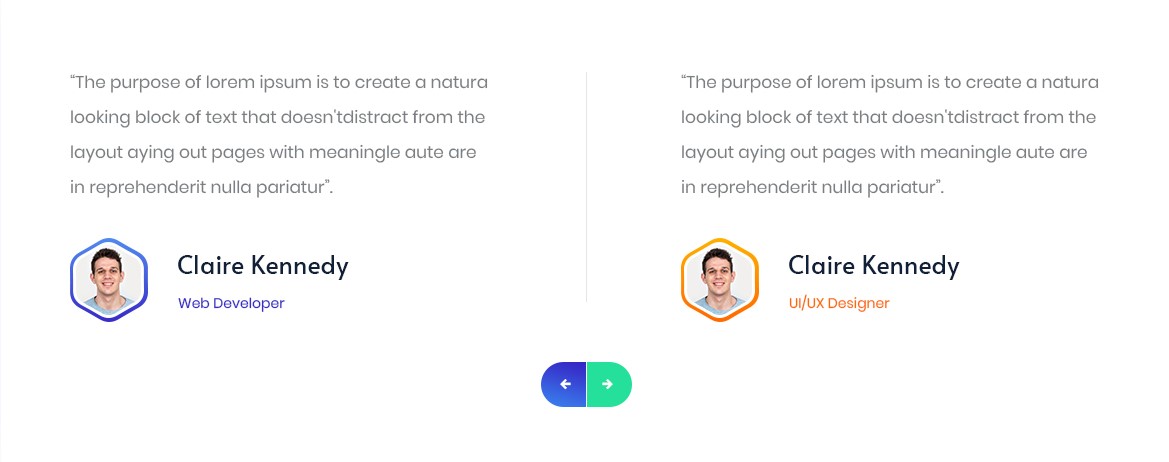 “The purpose of lorem ipsum is to create a natura
looking block of text that doesn'tdistract from the
layout aying out pages with meaningle aute are
in reprehenderit nulla pariatur”.
Claire Kennedy
Web Developer
“The purpose of lorem ipsum is to create a natura
looking block of text that doesn'tdistract from the
layout aying out pages with meaningle aute are
in reprehenderit nulla pariatur”.
Claire Kennedy
UI/UX Designer